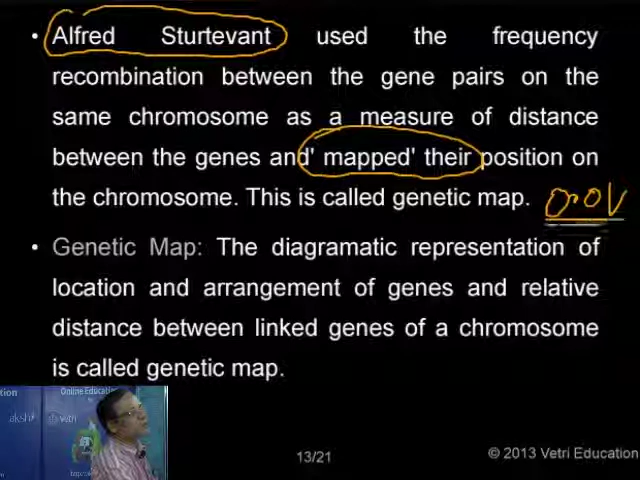 • Alfred Sturtevant used the frequency
recombination between the gene pairs on the
same chromosome as a measure of distance
between the genes and' mapped' their position on
the chromosome. This is called genetic map.
• Genetic Map: The diagramatic representation of
location and arrangement of genes and relative
distance between linked genes of a chromosome
is called genetic map.
Online Education
13/21
© 2013 Vetri Education